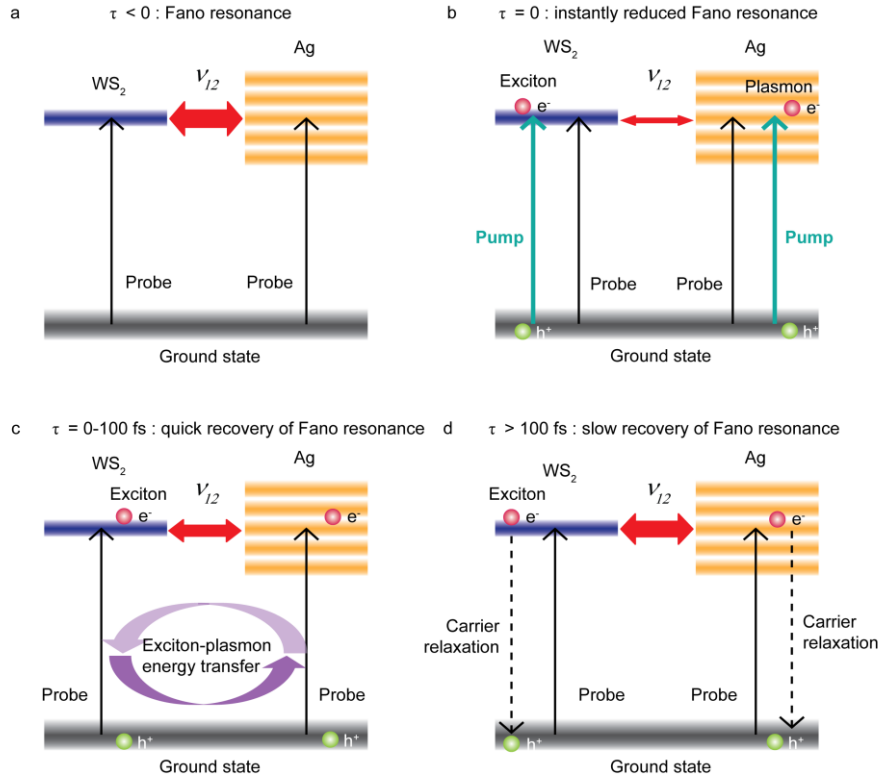 a τ < 0 : Fano resonance
WS₂
ν₁₂
Ag
Probe
Probe
Ground state
b τ = 0 : instantly reduced Fano resonance
WS₂
Ag
Exciton
e⁻
ν₁₂
Plasmon
e⁻
Pump
Pump
Probe
Probe
h⁺
h⁺
Ground state
c τ = 0-100 fs : quick recovery of Fano resonance
WS₂
Ag
Exciton
e⁻
ν₁₂
e⁻
Exciton-plasmon
energy transfer
Probe
Probe
h⁺
h⁺
Ground state
d τ > 100 fs : slow recovery of Fano resonance
WS₂
Ag
Exciton
e⁻
ν₁₂
e⁻
Carrier
relaxation
Carrier
relaxation
Probe
Probe
h⁺
h⁺
Ground state